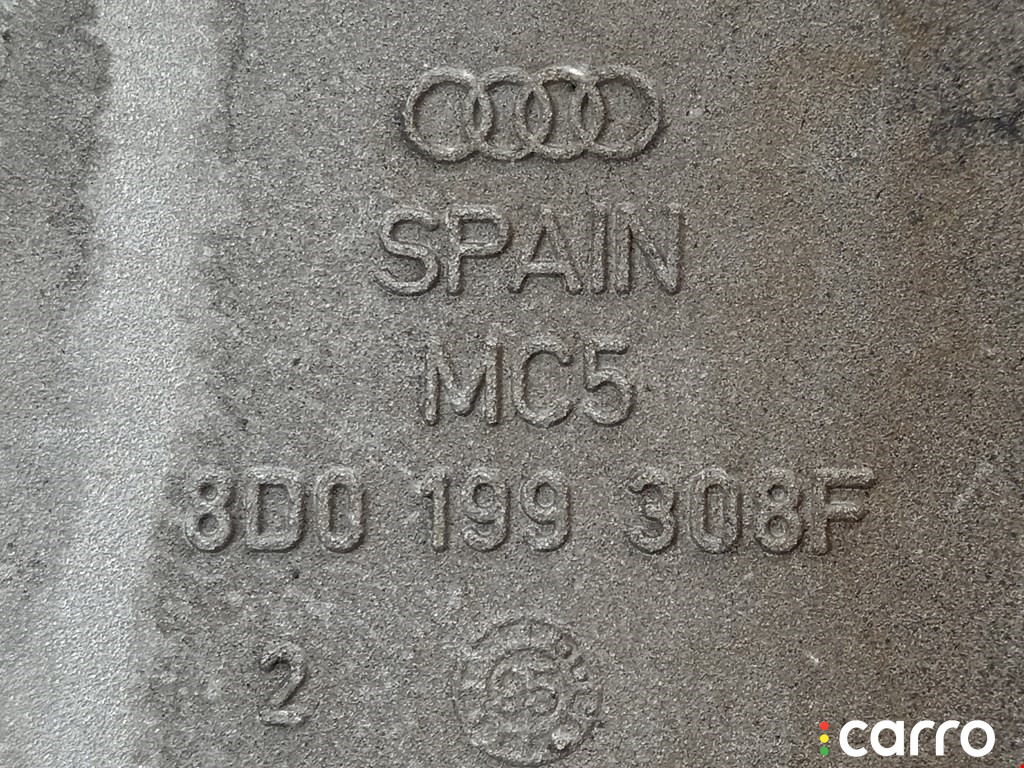 SPAIN
MC5
8D0 199 308F
2
carro